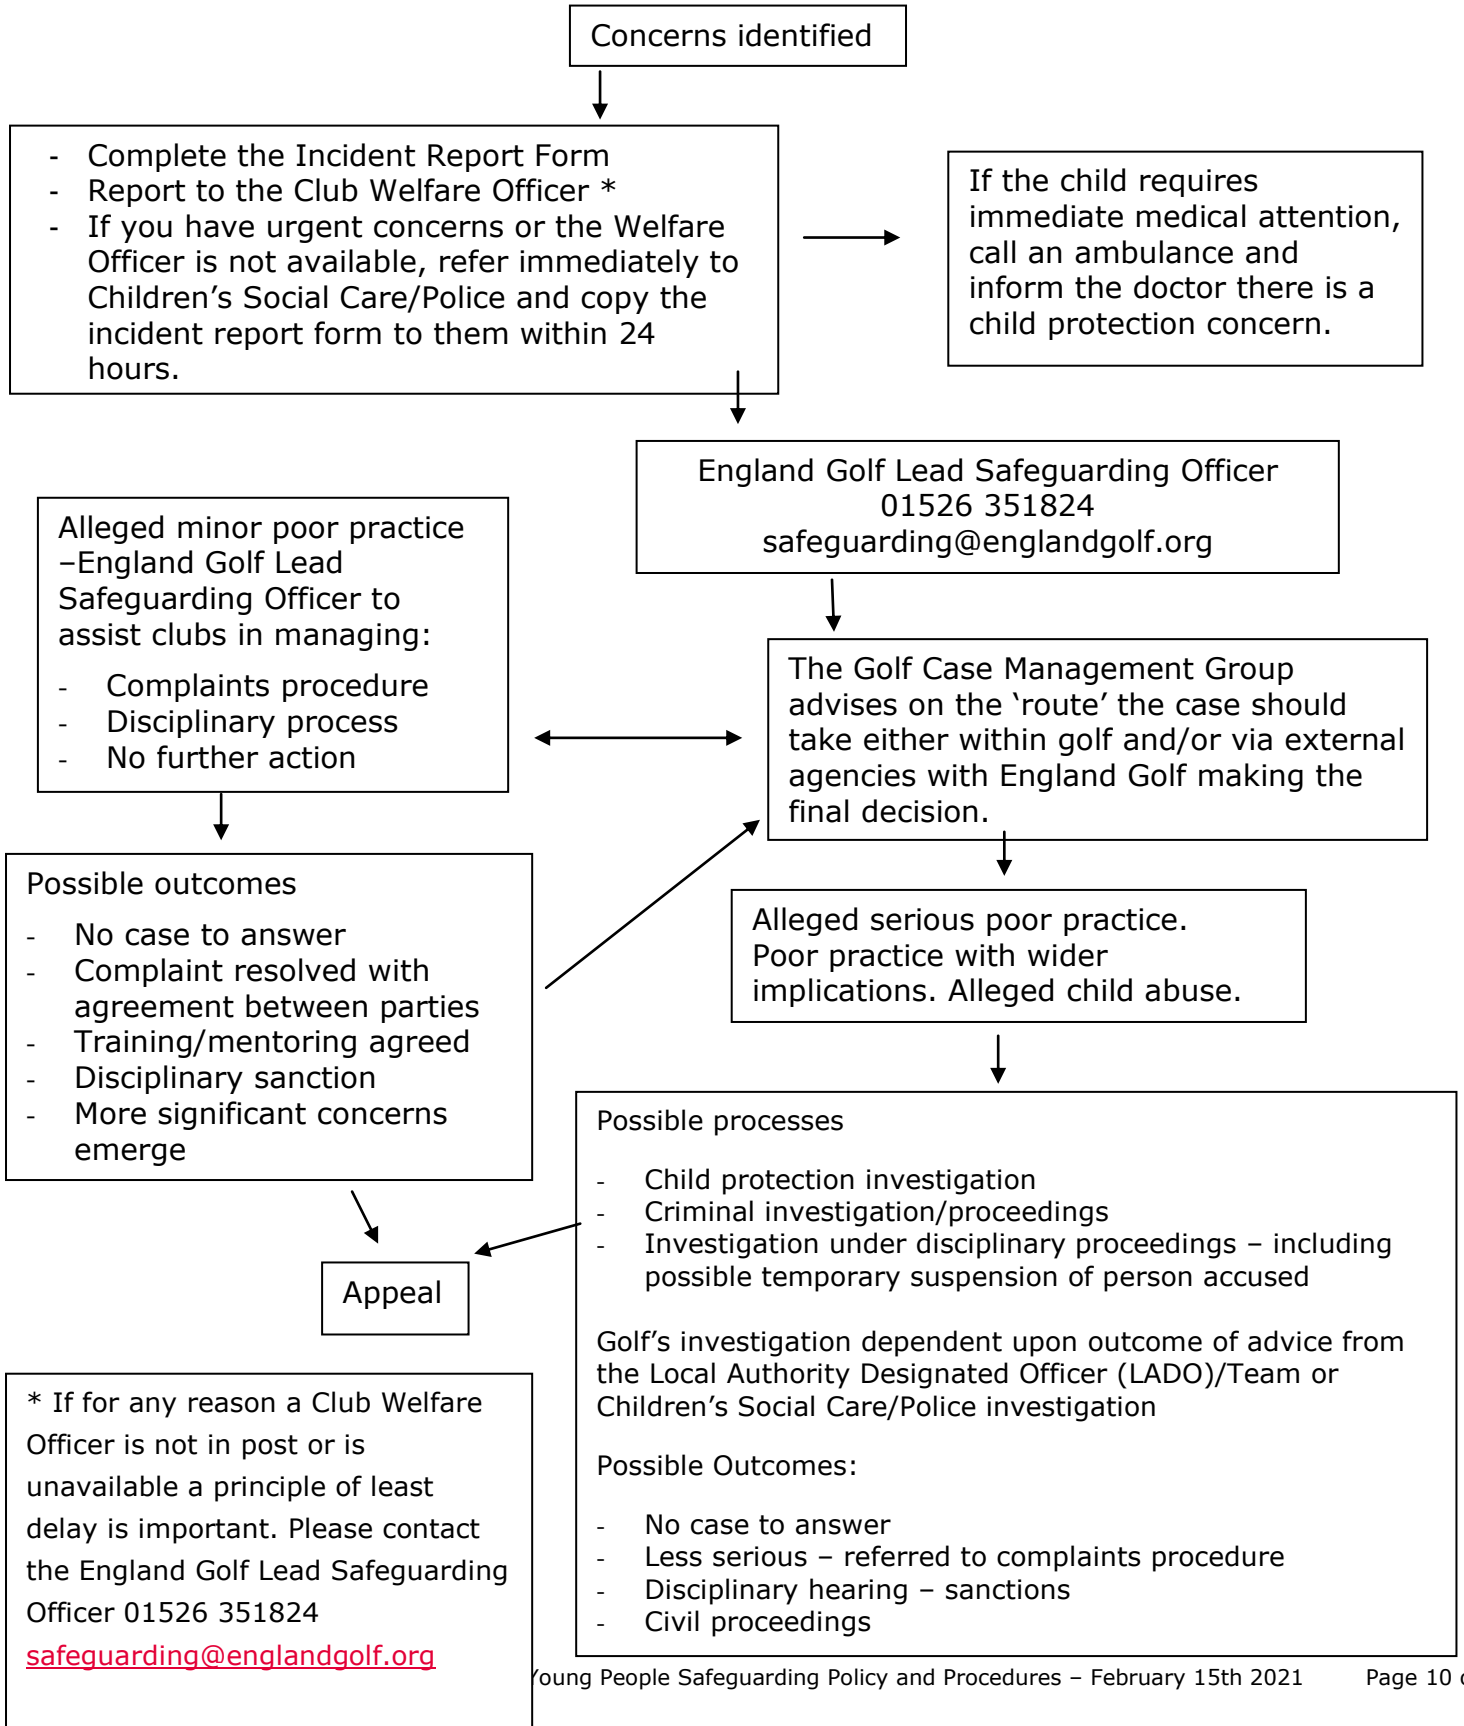 Concerns identified
- Complete the Incident Report Form
- Report to the Club Welfare Officer *
- If you have urgent concerns or the Welfare
Officer is not available, refer immediately to
Children’s Social Care/Police and copy the
incident report form to them within 24
hours.
If the child requires
immediate medical attention,
call an ambulance and
inform the doctor there is a
child protection concern.
England Golf Lead Safeguarding Officer
01526 351824
safeguarding@englandgolf.org
Alleged minor poor practice
–England Golf Lead
Safeguarding Officer to
assist clubs in managing:
- Complaints procedure
- Disciplinary process
- No further action
The Golf Case Management Group
advises on the ‘route’ the case should
take either within golf and/or via external
agencies with England Golf making the
final decision.
Possible outcomes
- No case to answer
- Complaint resolved with
agreement between parties
- Training/mentoring agreed
- Disciplinary sanction
- More significant concerns
emerge
Alleged serious poor practice.
Poor practice with wider
implications. Alleged child abuse.
Possible processes
- Child protection investigation
- Criminal investigation/proceedings
- Investigation under disciplinary proceedings – including
possible temporary suspension of person accused
Golf’s investigation dependent upon outcome of advice from
the Local Authority Designated Officer (LADO)/Team or
Children’s Social Care/Police investigation
Possible Outcomes:
- No case to answer
- Less serious – referred to complaints procedure
- Disciplinary hearing – sanctions
- Civil proceedings
Appeal
* If for any reason a Club Welfare
Officer is not in post or is
unavailable a principle of least
delay is important. Please contact
the England Golf Lead Safeguarding
Officer 01526 351824
safeguarding@englandgolf.org
Young People Safeguarding Policy and Procedures – February 15th 2021 Page 10